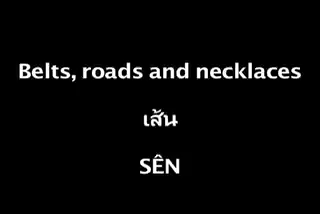 Belts, roads and necklaces
เส้น
SÊN